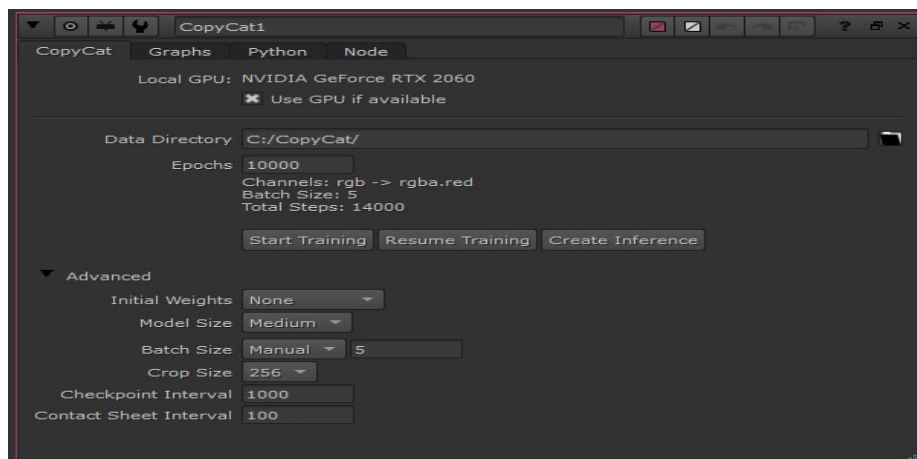 CopyCat1 ?
CopyCat Graphs Python Node
Local GPU: NVIDIA GeForce RTX 2060
Use GPU if available
Data Directory C:/CopyCat/
Epochs 10000
Channels: rgb -> rgba.red
Batch Size: 5
Total Steps: 14000
Start Training Resume Training Create Inference
Advanced
Initial Weights None
Model Size Medium
Batch Size Manual 5
Crop Size 256
Checkpoint Interval 1000
Contact Sheet Interval 100